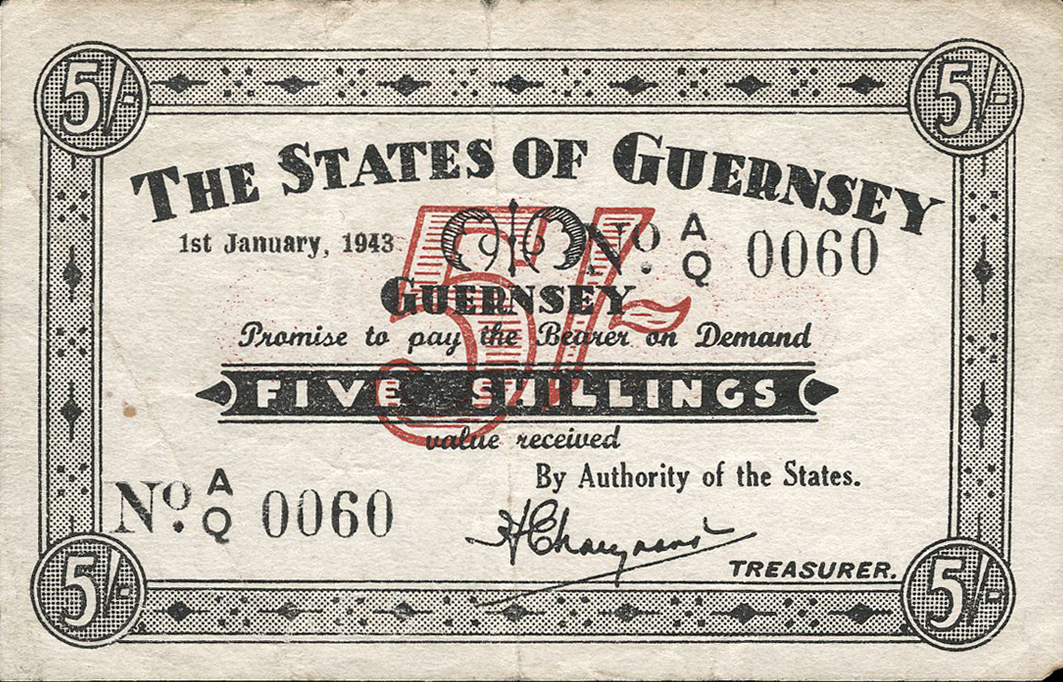 5/- 5/-
THE STATES OF GUERNSEY
1st January, 1943 No. A/Q 0060
5/-
GUERNSEY
Promise to pay the Bearer on Demand
FIVE SHILLINGS
value received
By Authority of the States.
No. A/Q 0060
TREASURER.
5/- 5/-